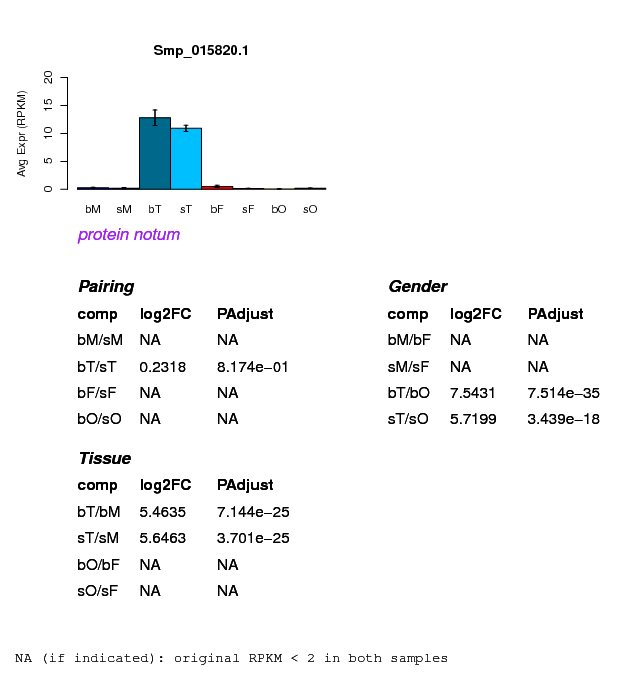 Smp_015820.1
Avg Expr (RPKM)
20
15
10
5
0
bM sM bT sT bF sF bO sO
protein notum
Pairing
comp log2FC PAdjust
bM/sM NA NA
bT/sT 0.2318 8.174e−01
bF/sF NA NA
bO/sO NA NA
Gender
comp log2FC PAdjust
bM/bF NA NA
sM/sF NA NA
bT/bO 7.5431 7.514e−35
sT/sO 5.7199 3.439e−18
Tissue
comp log2FC PAdjust
bT/bM 5.4635 7.144e−25
sT/sM 5.6463 3.701e−25
bO/bF NA NA
sO/sF NA NA
NA (if indicated): original RPKM < 2 in both samples